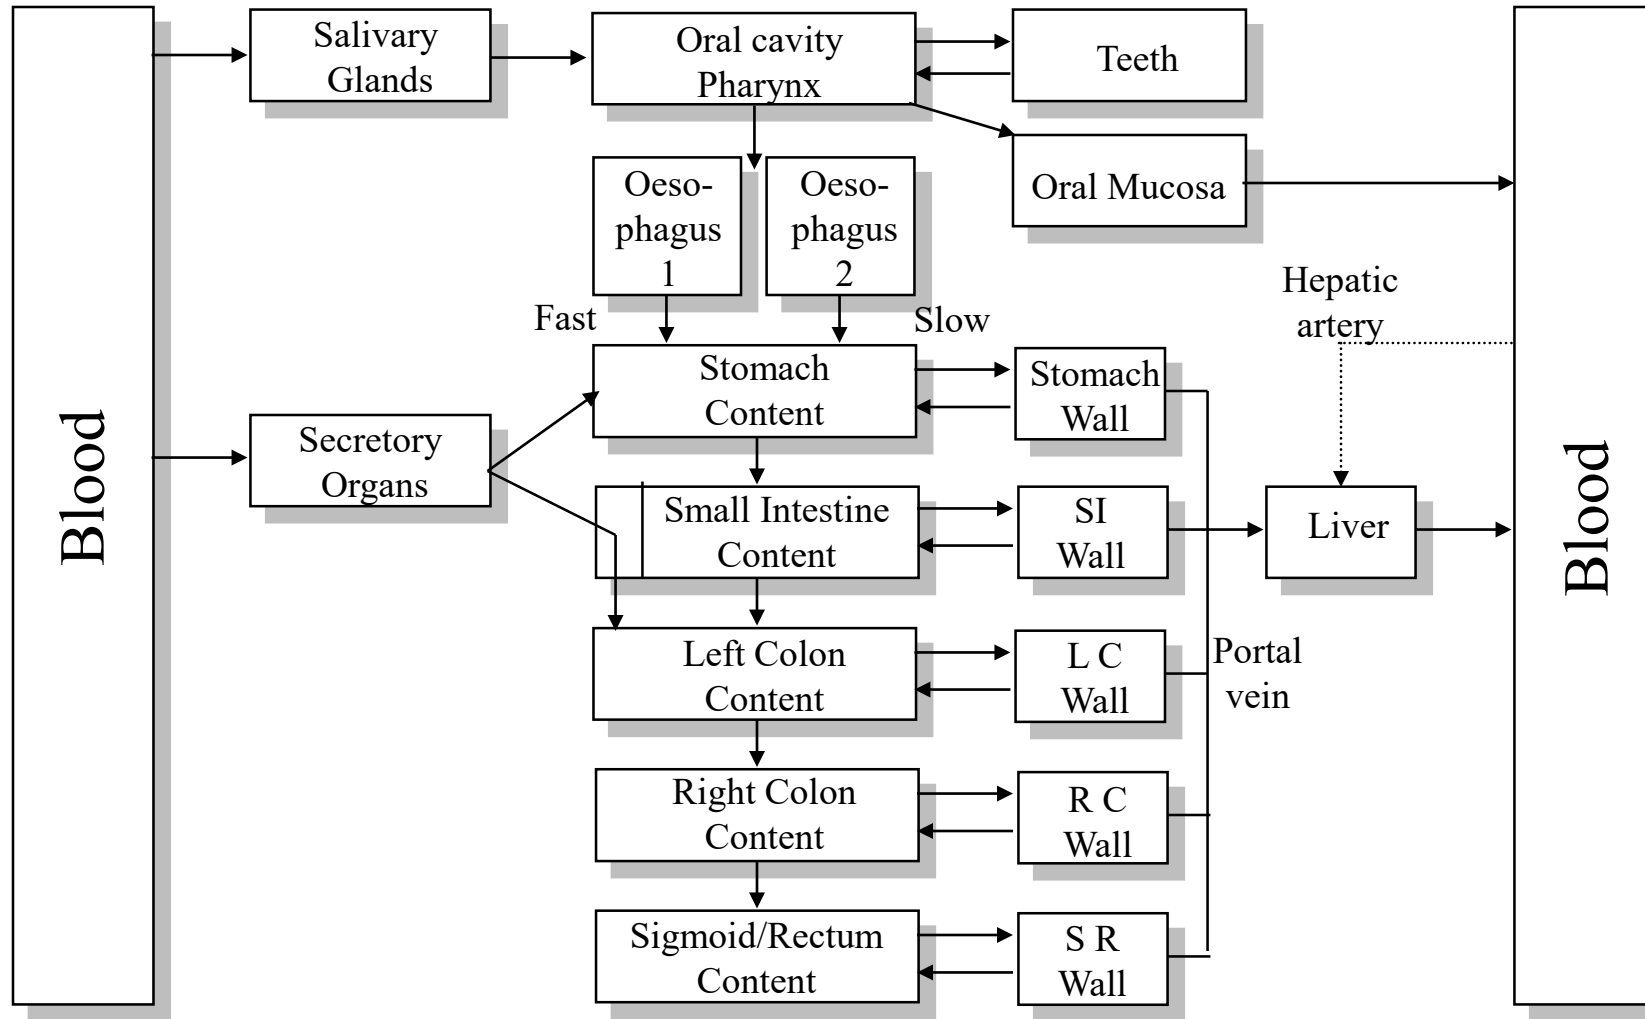 Blood
Salivary
Glands
Oral cavity
Pharynx
Teeth
Oral Mucosa
Oeso-
phagus
1
Oeso-
phagus
2
Fast
Slow
Hepatic
artery
Stomach
Content
Stomach
Wall
Secretory
Organs
Small Intestine
Content
SI
Wall
Liver
Left Colon
Content
L C
Wall
Portal
vein
Right Colon
Content
R C
Wall
Sigmoid/Rectum
Content
S R
Wall
Blood